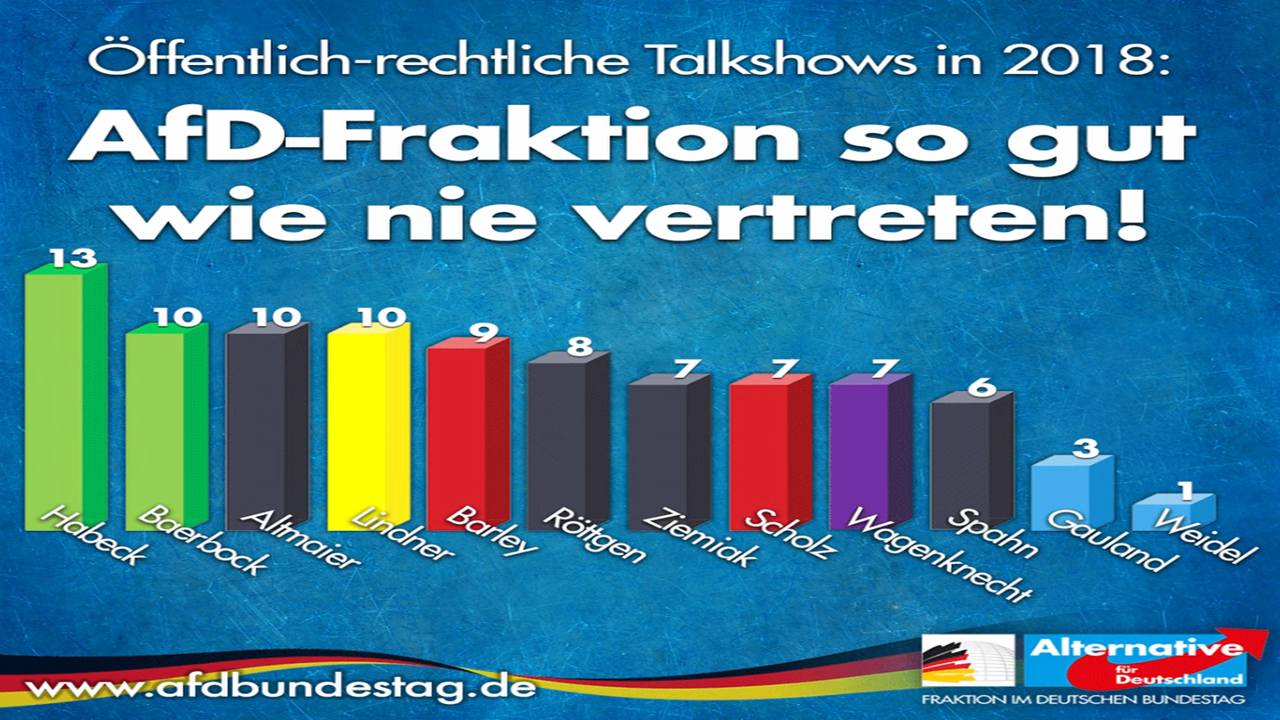 Öffentlich-rechtliche Talkshows in 2018:
AfD-Fraktion so gut
wie nie vertreten!
13
10
10
10
9
8
7
7
7
6
3
1
Habeck
Baerbock
Altmaier
Lindner
Barley
Röttgen
Ziemiak
Scholz
Wagenknecht
Spahn
Gauland
Weidel
www.afdbundestag.de
Alternative
für
Deutschland
FRAKTION IM DEUTSCHEN BUNDESTAG